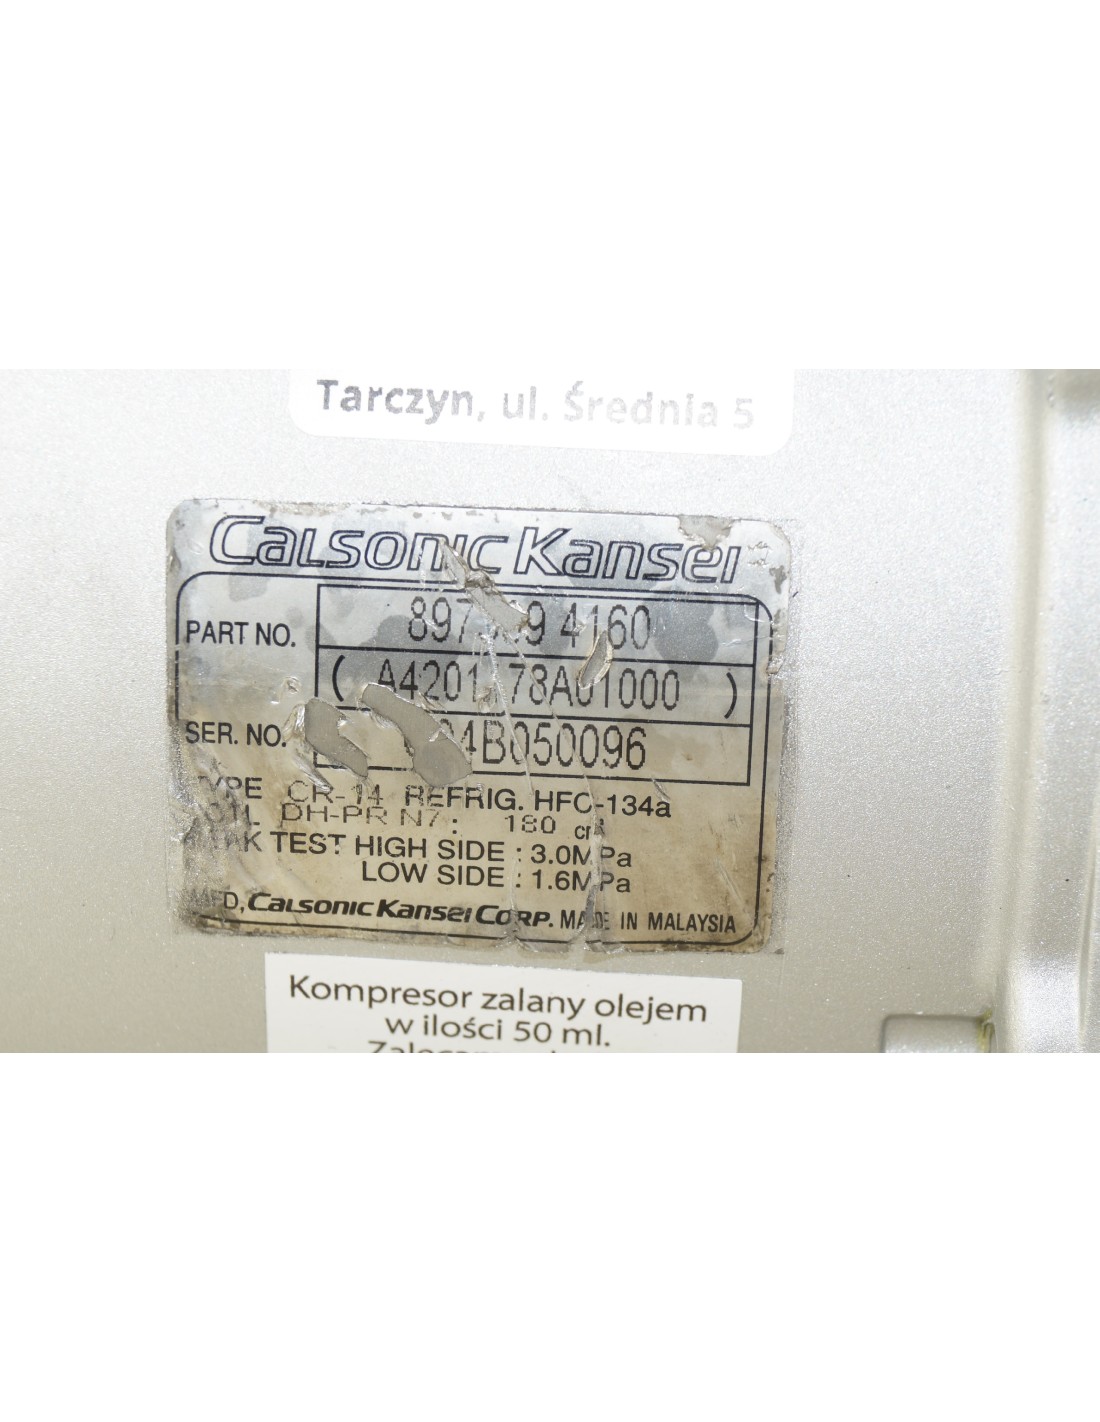 Tarczyn, ul. Średnia 5
Calsonic Kansei
PART NO.
4160
SER. NO.
CR-14 REFRIG. HFC-134a
DH-PR N7: 180
TEST HIGH SIDE : 3.0MPa
LOW SIDE : 1.6MPa
MFD, Calsonic Kansei Corp. MADE IN MALAYSIA
Kompresor zalany olejem
w ilości 50 ml.